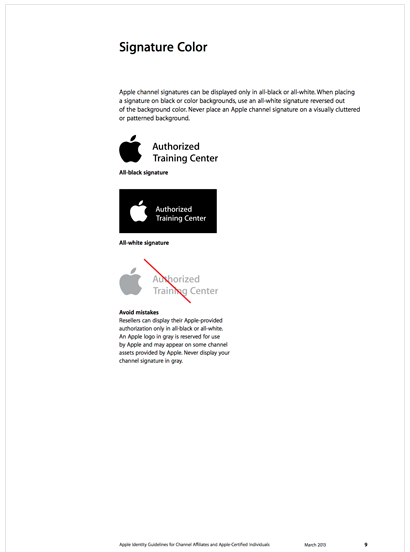 Signature Color
Apple channel signatures can be displayed only in all-black or all-white. When placing
a signature on black or color backgrounds, use an all-white signature reversed out
of the background color. Never place an Apple channel signature on a visually cluttered
or patterned background.
Authorized
Training Center
All-black signature
Authorized
Training Center
All-white signature
Authorized
Training Center
Avoid mistakes
Resellers can display their Apple-provided
authorization only in all-black or all-white.
An Apple logo in gray is reserved for use
by Apple and may appear on some channel
assets provided by Apple. Never display your
channel signature in gray.
Apple Identity Guidelines for Channel Affiliates and Apple-Certified Individuals
March 2013
9